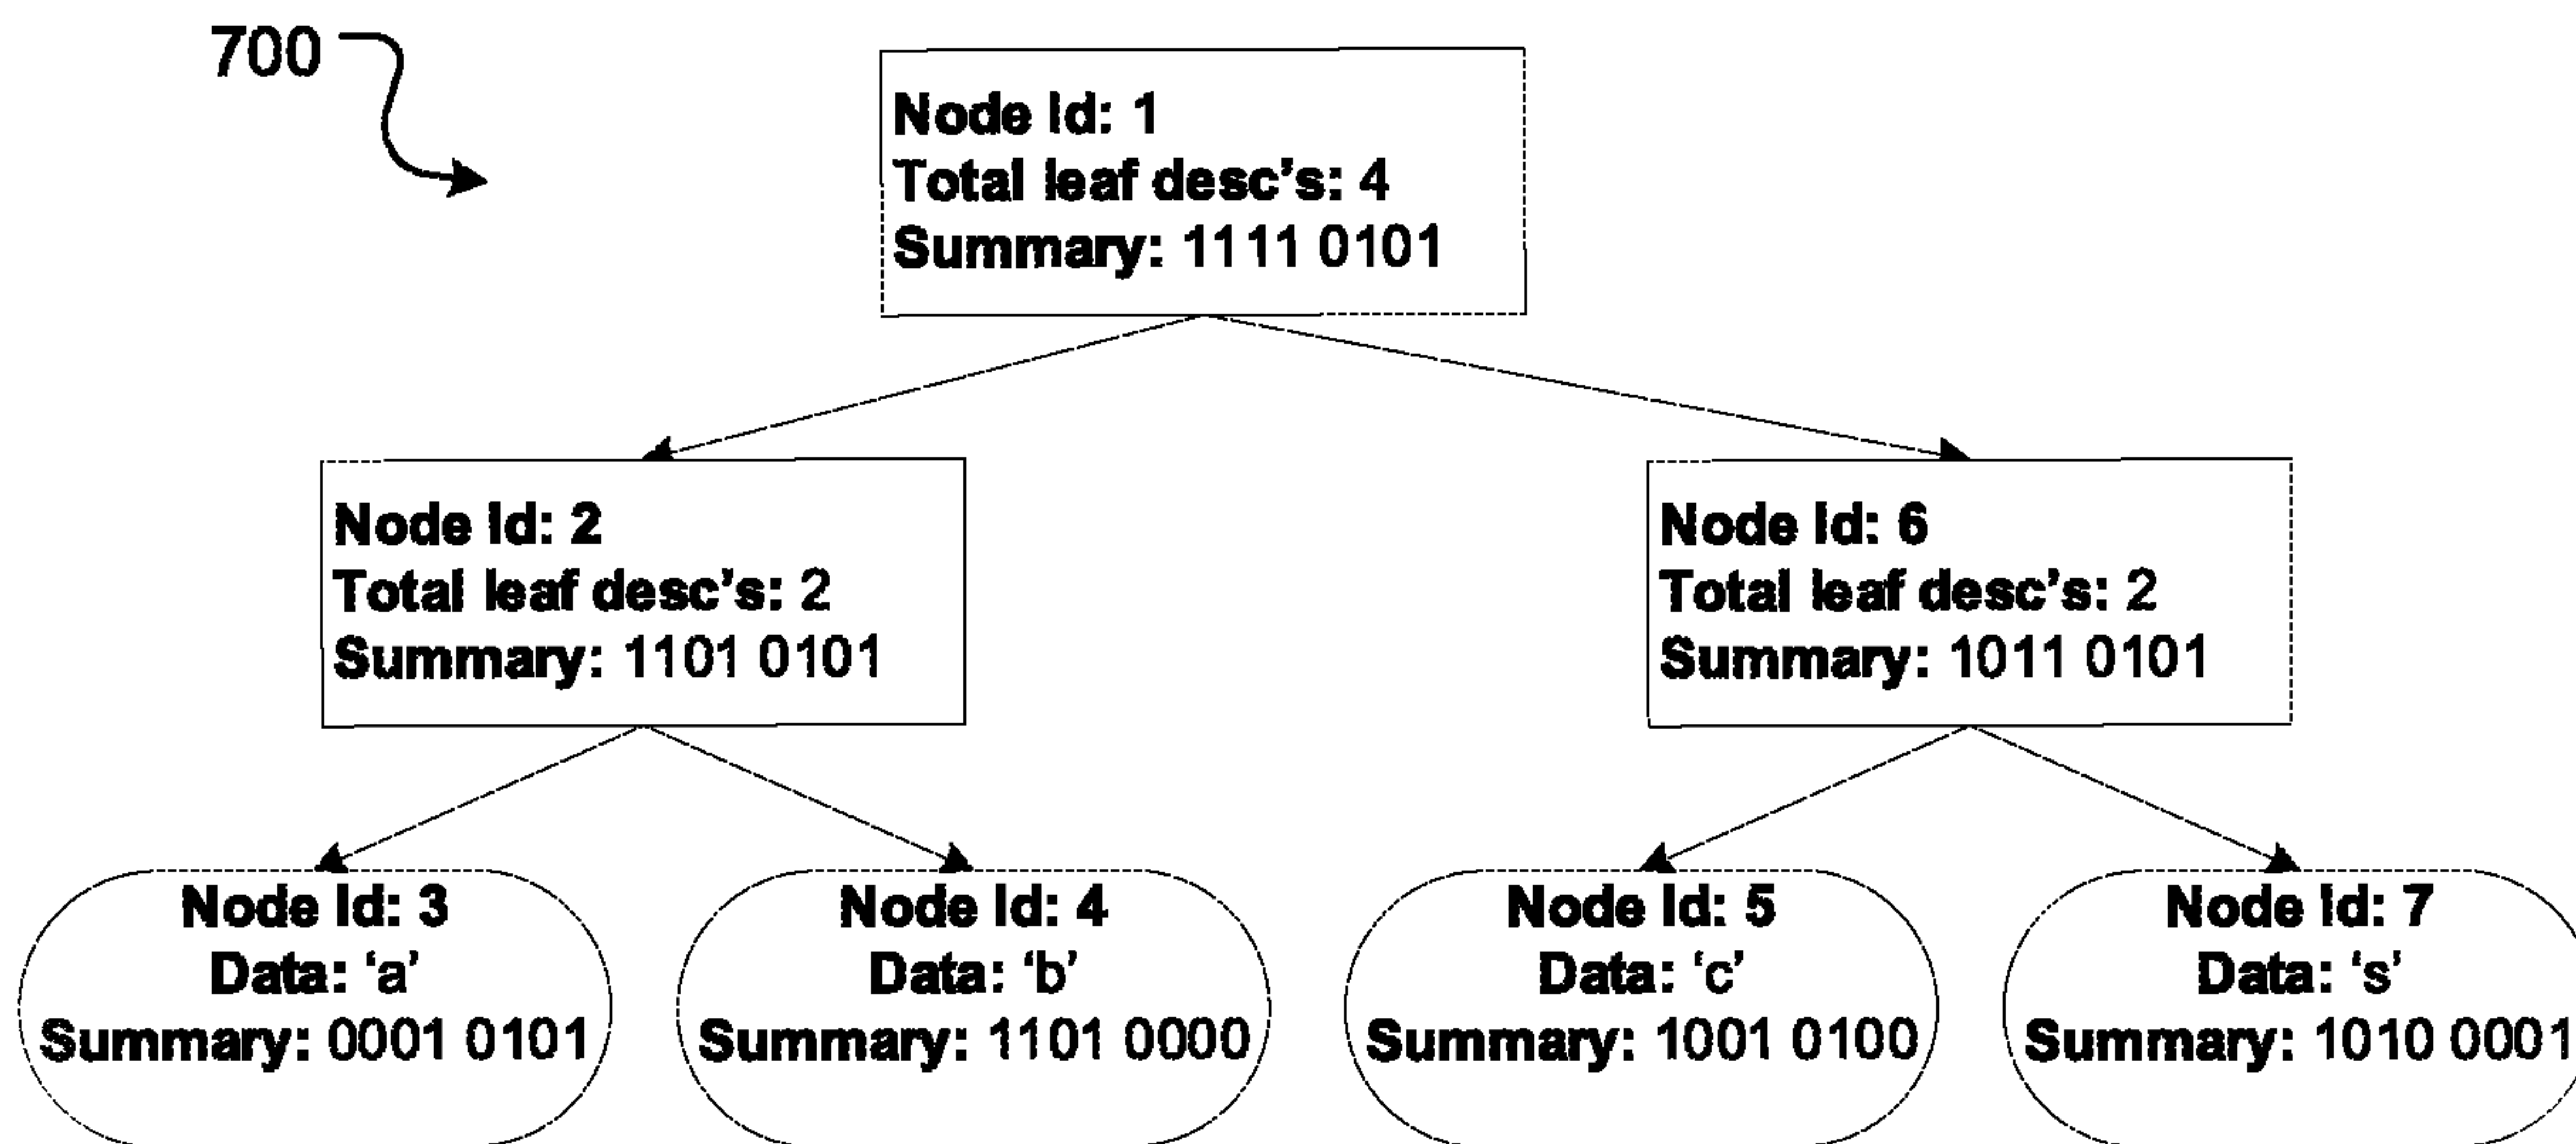 700
Node Id: 1
Total leaf desc's: 4
Summary: 1111 0101
Node Id: 2
Total leaf desc's: 2
Summary: 1101 0101
Node Id: 6
Total leaf desc's: 2
Summary: 1011 0101
Node Id: 3
Data: ‘a’
Summary: 0001 0101
Node Id: 4
Data: ‘b’
Summary: 1101 0000
Node Id: 5
Data: ‘c’
Summary: 1001 0100
Node Id: 7
Data: ‘s’
Summary: 1010 0001